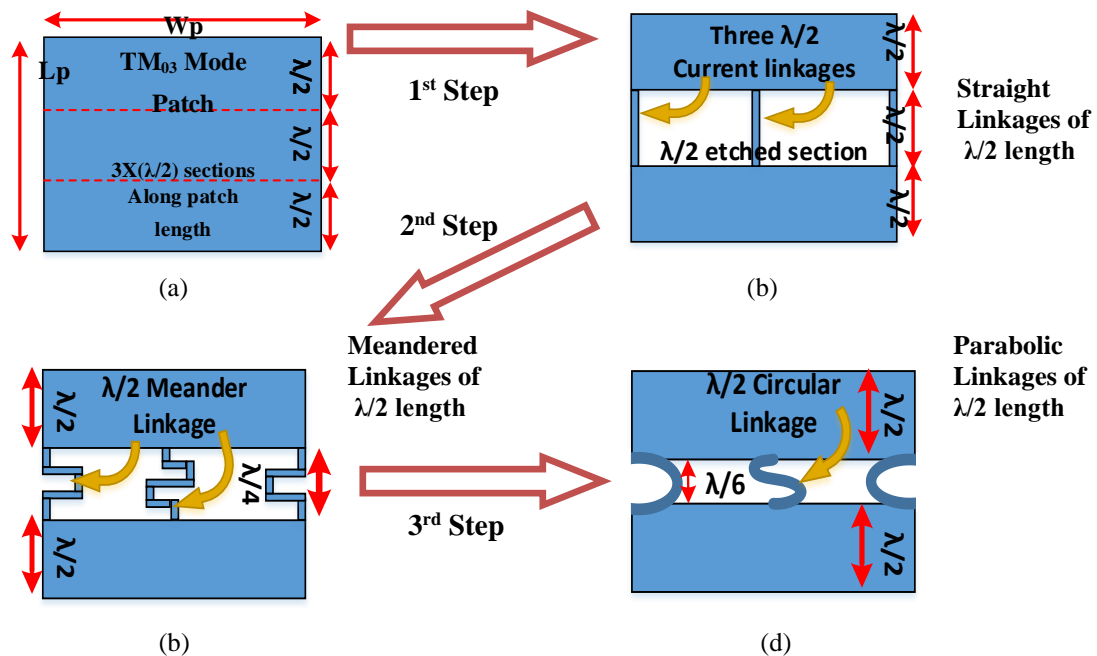 Wp
Lp
TM₀₃ Mode
Patch
3X(λ/2) sections
Along patch
length
λ/2
λ/2
λ/2
(a)
1ˢᵗ Step
Three λ/2
Current linkages
λ/2 etched section
λ/2
λ/2
λ/2
(b)
Straight
Linkages of
λ/2 length
2ⁿᵈ Step
Meandered
Linkages of
λ/2 length
λ/2 Meander
Linkage
λ/2
λ/4
λ/2
(b)
3ʳᵈ Step
λ/2 Circular
Linkage
λ/2
λ/6
λ/2
(d)
Parabolic
Linkages of
λ/2 length